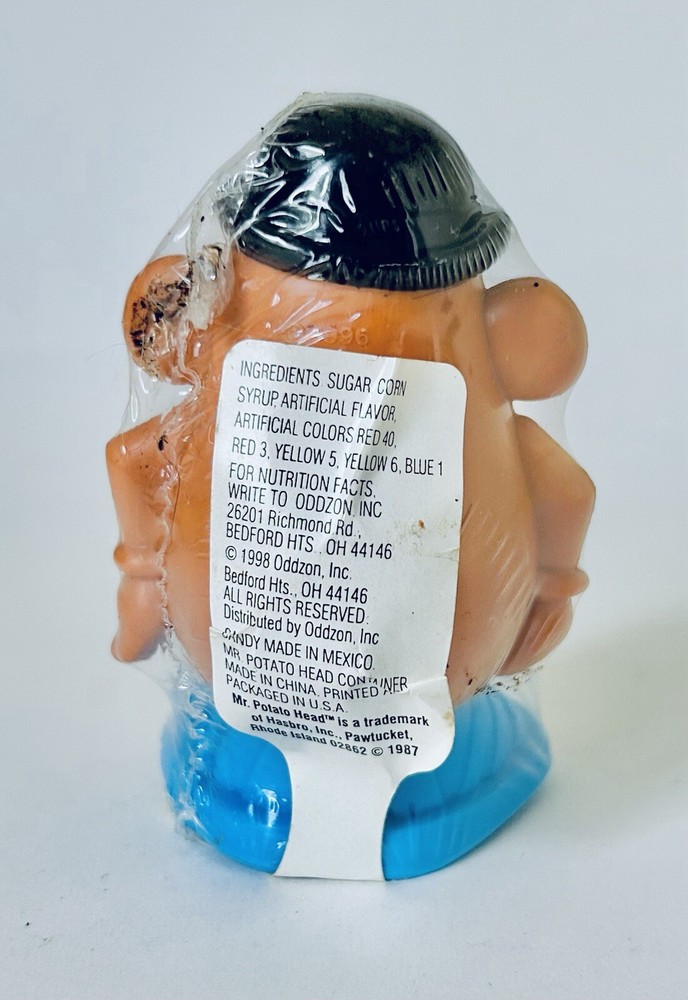 INGREDIENTS SUGAR CORN
SYRUP, ARTIFICIAL FLAVOR,
ARTIFICIAL COLORS RED 40,
RED 3, YELLOW 5, YELLOW 6, BLUE 1
FOR NUTRITION FACTS,
WRITE TO ODDZON, INC
26201 Richmond Rd.,
BEDFORD HTS., OH 44146
© 1998 Oddzon, Inc.
Bedford Hts., OH 44146
ALL RIGHTS RESERVED.
Distributed by Oddzon, Inc
CANDY MADE IN MEXICO.
MR POTATO HEAD CONTAINER
MADE IN CHINA. PRINTED AND
PACKAGED IN U.S.A.
Mr. Potato Head™ is a trademark
of Hasbro, Inc., Pawtucket,
Rhode Island 02862 © 1987